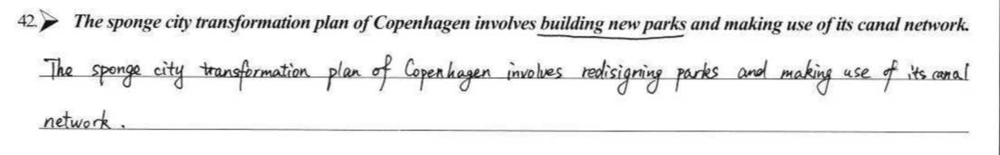 42. ➤ The sponge city transformation plan of Copenhagen involves building new parks and making use of its canal network.
The sponge city transformation plan of Copenhagen involves redisigning parks and making use of its canal
network.